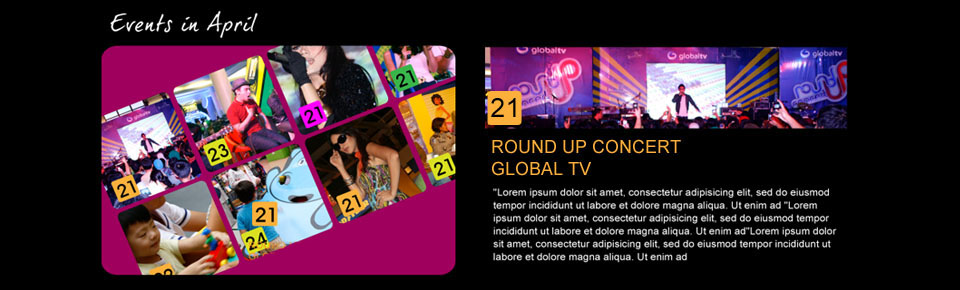 Events in April
globaltv
21
23
21
21
21
24
21
21
21
globaltv
globaltv
21
ROUND UP CONCERT
GLOBAL TV
"Lorem ipsum dolor sit amet, consectetur adipisicing elit, sed do eiusmod
tempor incididunt ut labore et dolore magna aliqua. Ut enim ad "Lorem
ipsum dolor sit amet, consectetur adipisicing elit, sed do eiusmod tempor
incididunt ut labore et dolore magna aliqua. Ut enim ad"Lorem ipsum dolor
sit amet, consectetur adipisicing elit, sed do eiusmod tempor incididunt ut
labore et dolore magna aliqua. Ut enim ad